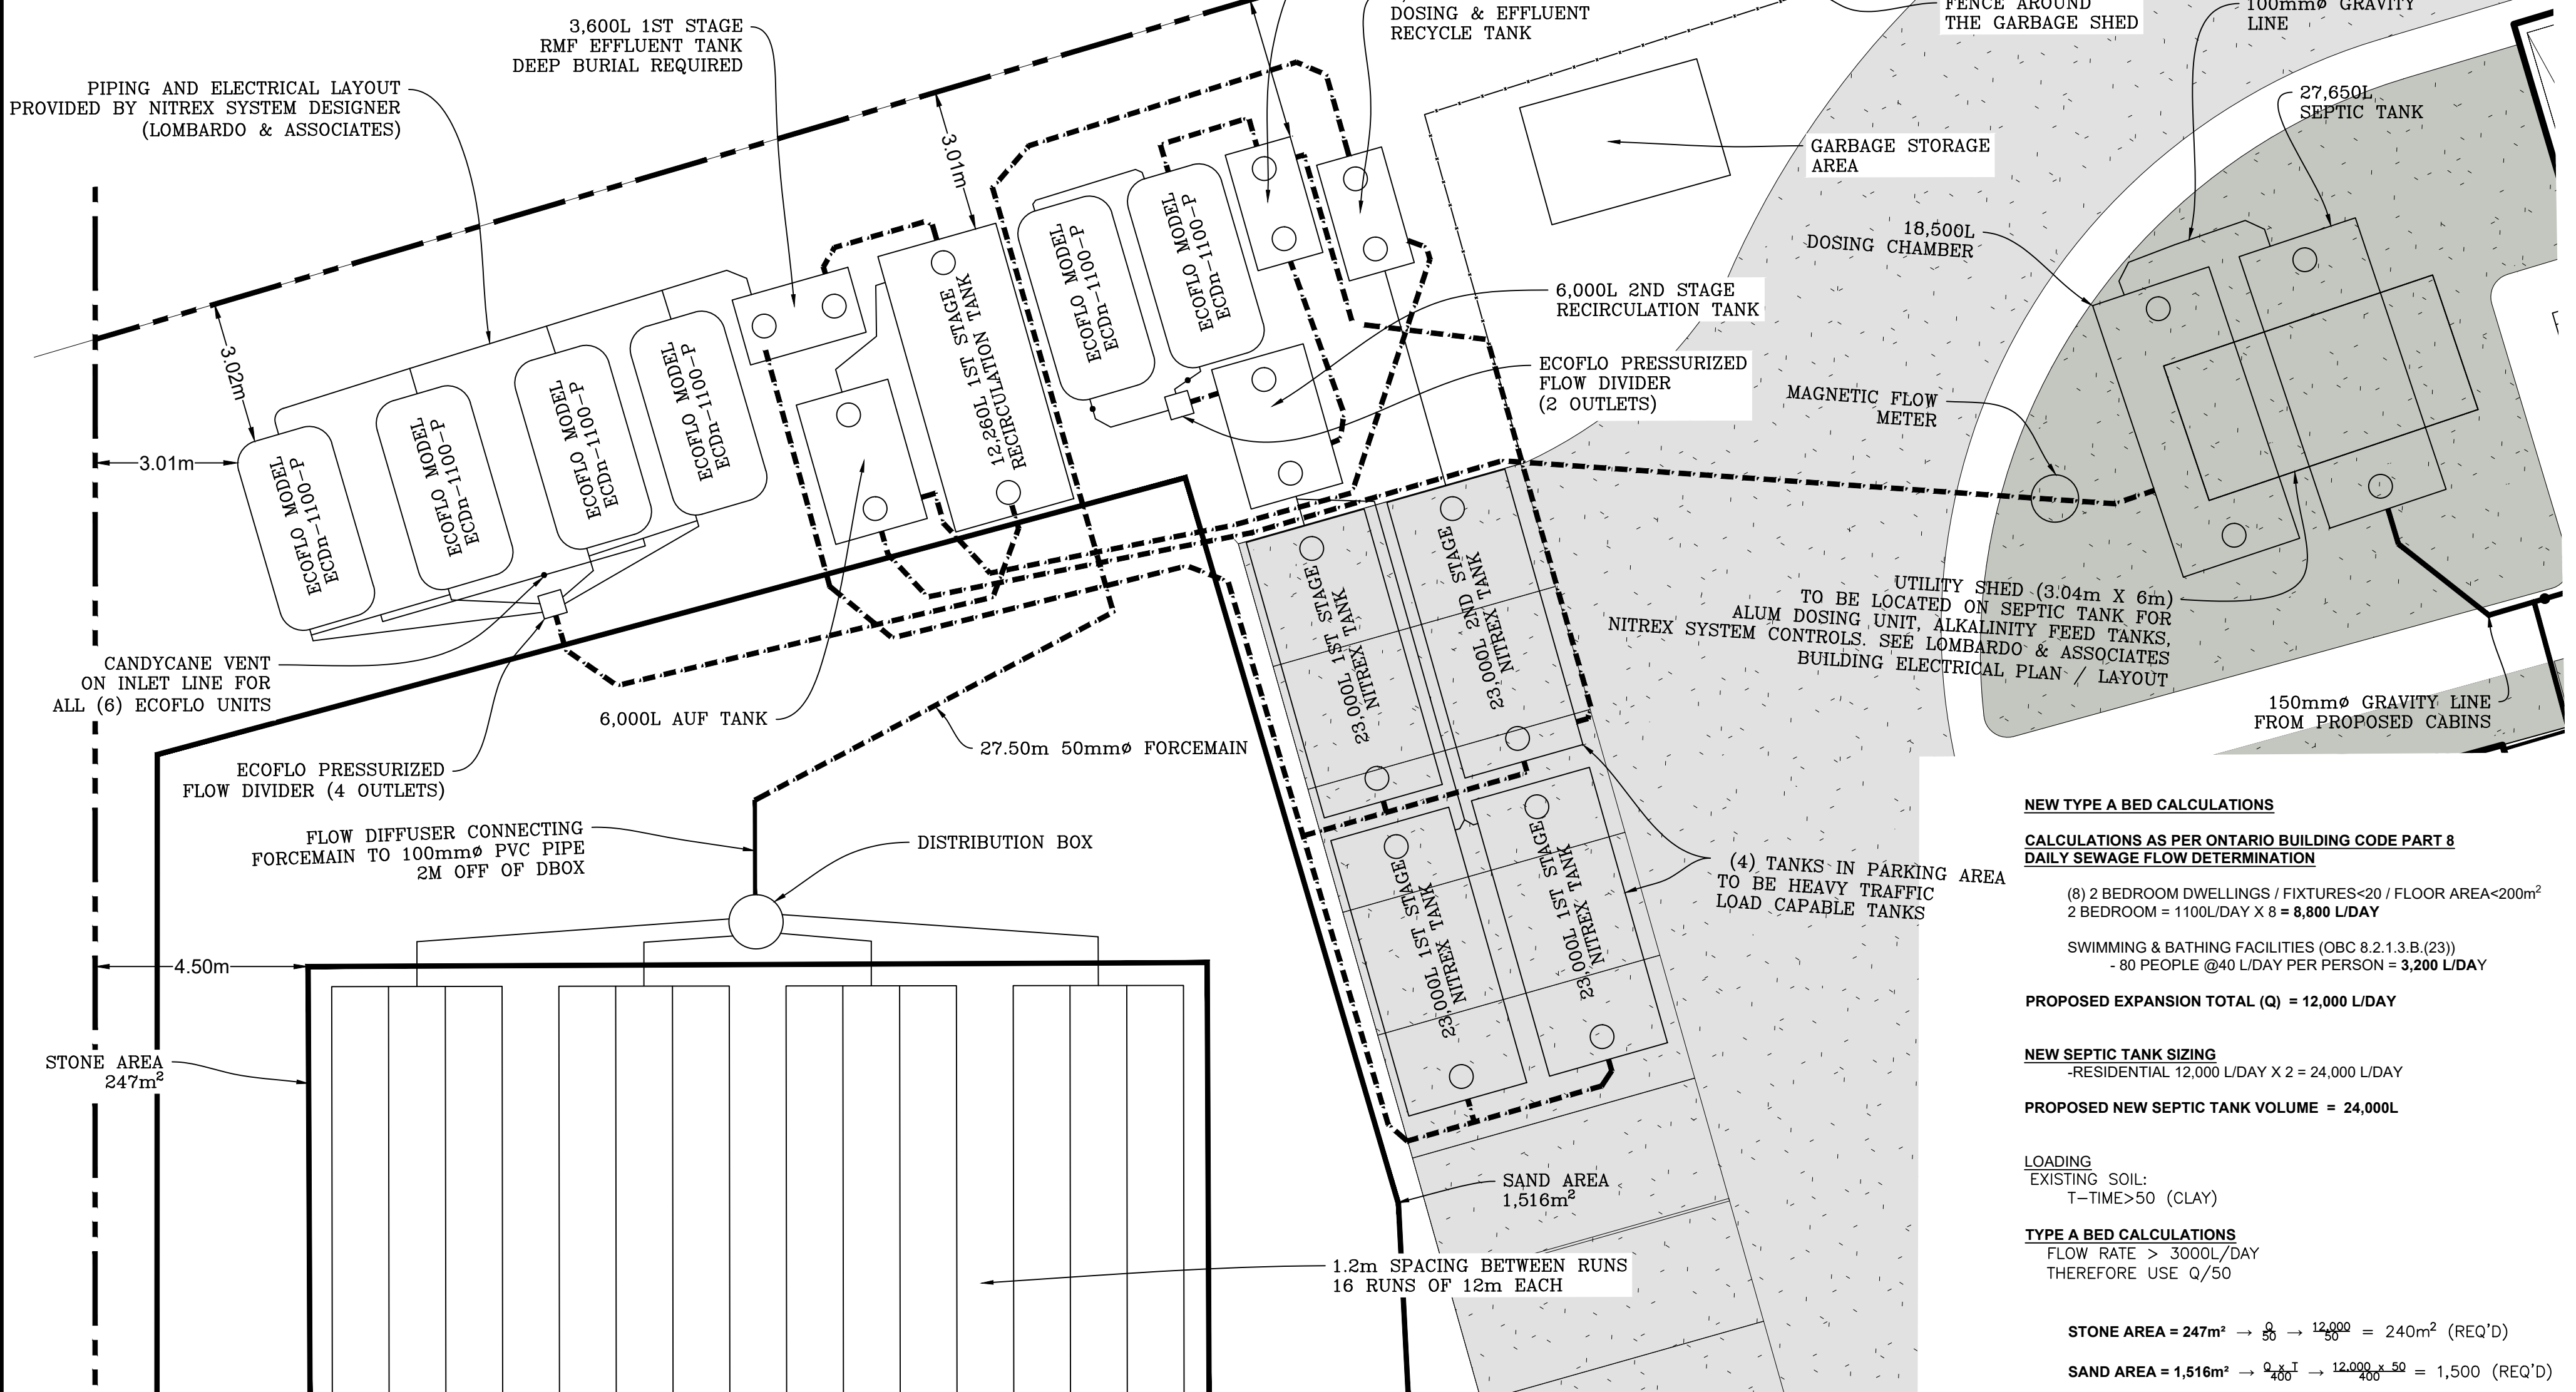 3,600L 1ST STAGE
RMF EFFLUENT TANK
DEEP BURIAL REQUIRED
DOSING & EFFLUENT
RECYCLE TANK
FENCE AROUND
THE GARBAGE SHED
100mmø GRAVITY
LINE
PIPING AND ELECTRICAL LAYOUT
PROVIDED BY NITREX SYSTEM DESIGNER
(LOMBARDO & ASSOCIATES)
27,650L
SEPTIC TANK
3.01m
GARBAGE STORAGE
AREA
18,500L
DOSING CHAMBER
6,000L 2ND STAGE
RECIRCULATION TANK
3.02m
ECOFLO PRESSURIZED
FLOW DIVIDER
(2 OUTLETS)
MAGNETIC FLOW
METER
3.01m
ECOFLO MODEL
ECDn-1100-P
ECOFLO MODEL
ECDn-1100-P
ECOFLO MODEL
ECDn-1100-P
ECOFLO MODEL
ECDn-1100-P
12,260L 1ST STAGE
RECIRCULATION TANK
ECOFLO MODEL
ECDn-1100-P
ECOFLO MODEL
ECDn-1100-P
23,000L 1ST STAGE
NITREX TANK
23,000L 2ND STAGE
NITREX TANK
UTILITY SHED (3.04m X 6m)
TO BE LOCATED ON SEPTIC TANK FOR
ALUM DOSING UNIT, ALKALINITY FEED TANKS,
NITREX SYSTEM CONTROLS. SEE LOMBARDO & ASSOCIATES
BUILDING ELECTRICAL PLAN / LAYOUT
CANDYCANE VENT
ON INLET LINE FOR
ALL (6) ECOFLO UNITS
6,000L AUF TANK
150mmø GRAVITY LINE
FROM PROPOSED CABINS
27.50m 50mmø FORCEMAIN
ECOFLO PRESSURIZED
FLOW DIVIDER (4 OUTLETS)
FLOW DIFFUSER CONNECTING
FORCEMAIN TO 100mmø PVC PIPE
2M OFF OF DBOX
DISTRIBUTION BOX
(4) TANKS IN PARKING AREA
TO BE HEAVY TRAFFIC
LOAD CAPABLE TANKS
23,000L 1ST STAGE
NITREX TANK
23,000L 1ST STAGE
NITREX TANK
4.50m
STONE AREA
247m²
SAND AREA
1,516m²
1.2m SPACING BETWEEN RUNS
16 RUNS OF 12m EACH
NEW TYPE A BED CALCULATIONS
CALCULATIONS AS PER ONTARIO BUILDING CODE PART 8
DAILY SEWAGE FLOW DETERMINATION
(8) 2 BEDROOM DWELLINGS / FIXTURES<20 / FLOOR AREA<200m²
2 BEDROOM = 1100L/DAY X 8 = 8,800 L/DAY
SWIMMING & BATHING FACILITIES (OBC 8.2.1.3.B.(23))
- 80 PEOPLE @40 L/DAY PER PERSON = 3,200 L/DAY
PROPOSED EXPANSION TOTAL (Q) = 12,000 L/DAY
NEW SEPTIC TANK SIZING
-RESIDENTIAL 12,000 L/DAY X 2 = 24,000 L/DAY
PROPOSED NEW SEPTIC TANK VOLUME = 24,000L
LOADING
EXISTING SOIL:
T-TIME>50 (CLAY)
TYPE A BED CALCULATIONS
FLOW RATE > 3000L/DAY
THEREFORE USE Q/50
STONE AREA = 247m² → Q/50 → 12,000/50 = 240m² (REQ'D)
SAND AREA = 1,516m² → Q x T/400 → 12,000 x 50/400 = 1,500 (REQ'D)